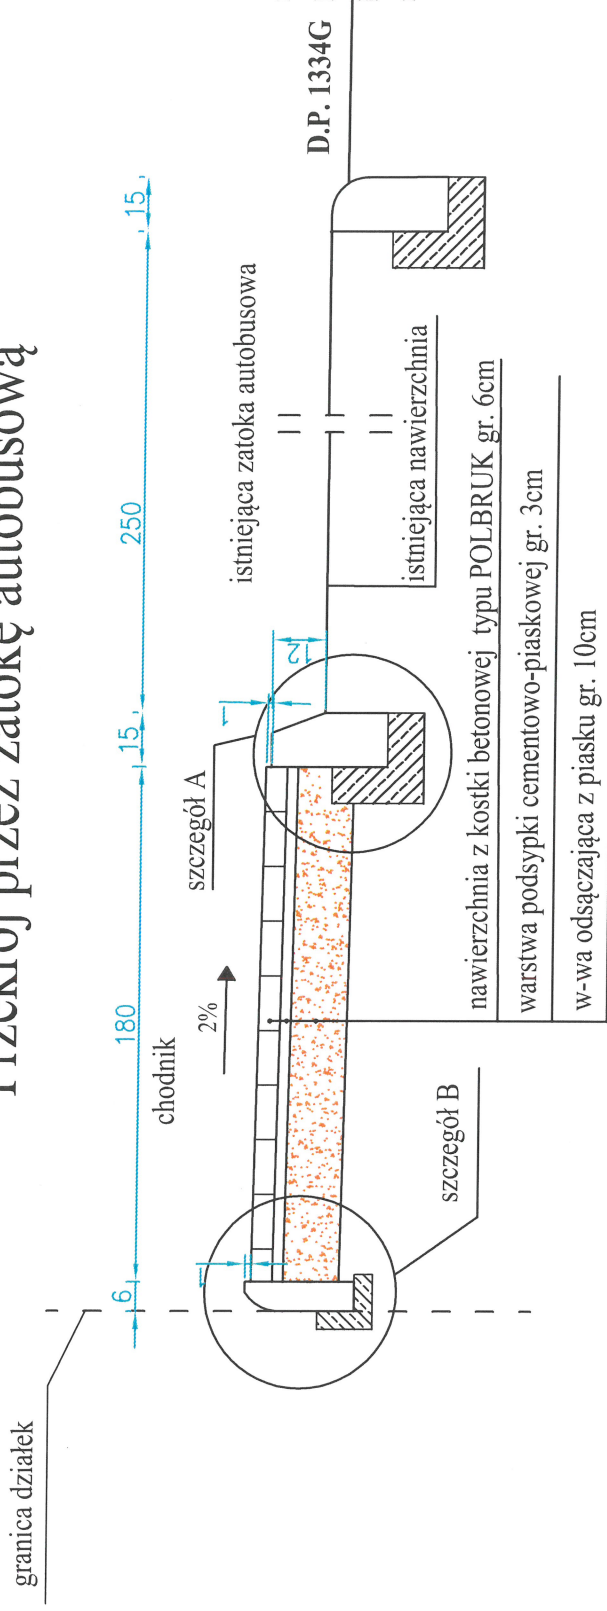 Przekrój przez zatokę autobusową
granica działek
6
180
15
250
15
chodnik
2%
szczegół A
1
12
1
istniejąca zatoka autobusowa
D.P. 1334G
istniejąca nawierzchnia
szczegół B
nawierzchnia z kostki betonowej typu POLBRUK gr. 6cm
warstwa podsypki cementowo-piaskowej gr. 3cm
w-wa odsączająca z piasku gr. 10cm